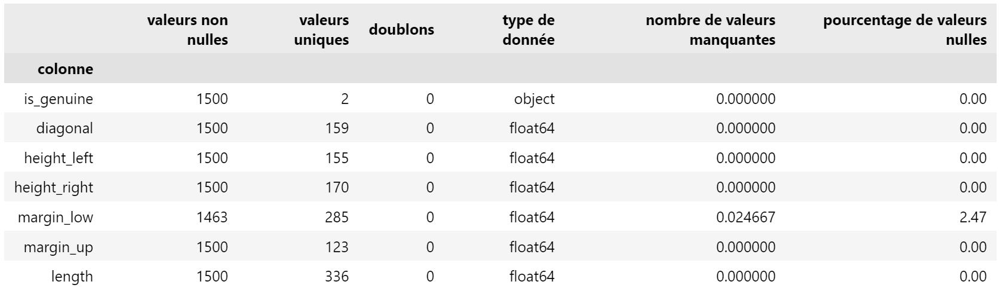 valeurs non nulles valeurs uniques doublons type de donnée nombre de valeurs manquantes pourcentage de valeurs nulles
colonne
is_genuine 1500 2 0 object 0.000000 0.00
diagonal 1500 159 0 float64 0.000000 0.00
height_left 1500 155 0 float64 0.000000 0.00
height_right 1500 170 0 float64 0.000000 0.00
margin_low 1463 285 0 float64 0.024667 2.47
margin_up 1500 123 0 float64 0.000000 0.00
length 1500 336 0 float64 0.000000 0.00